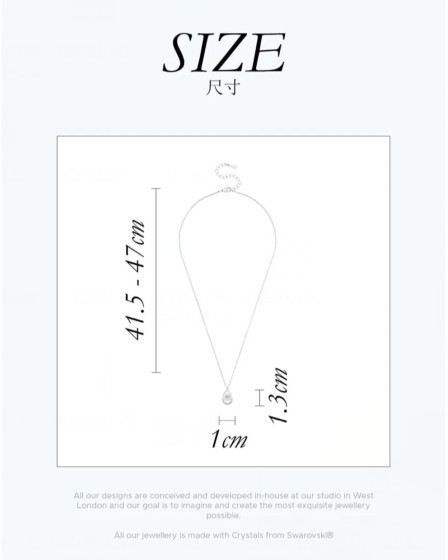 SIZE
尺寸
41.5 - 47cm
1.3cm
1cm
All our designs are conceived and developed in-house at our studio in West
London and our goal is to imagine and create the most exquisite jewellery
possible.
All our jewellery is made with Crystals from Swarovski®